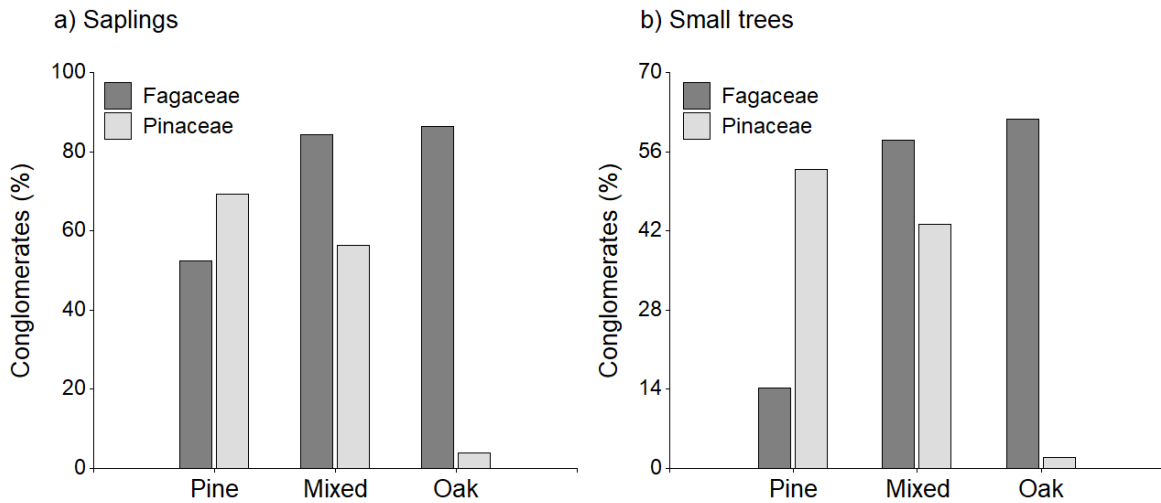 a) Saplings
Conglomerates (%)
100
80
60
40
20
0
Fagaceae
Pinaceae
Pine Mixed Oak
b) Small trees
Conglomerates (%)
70
56
42
28
14
0
Fagaceae
Pinaceae
Pine Mixed Oak